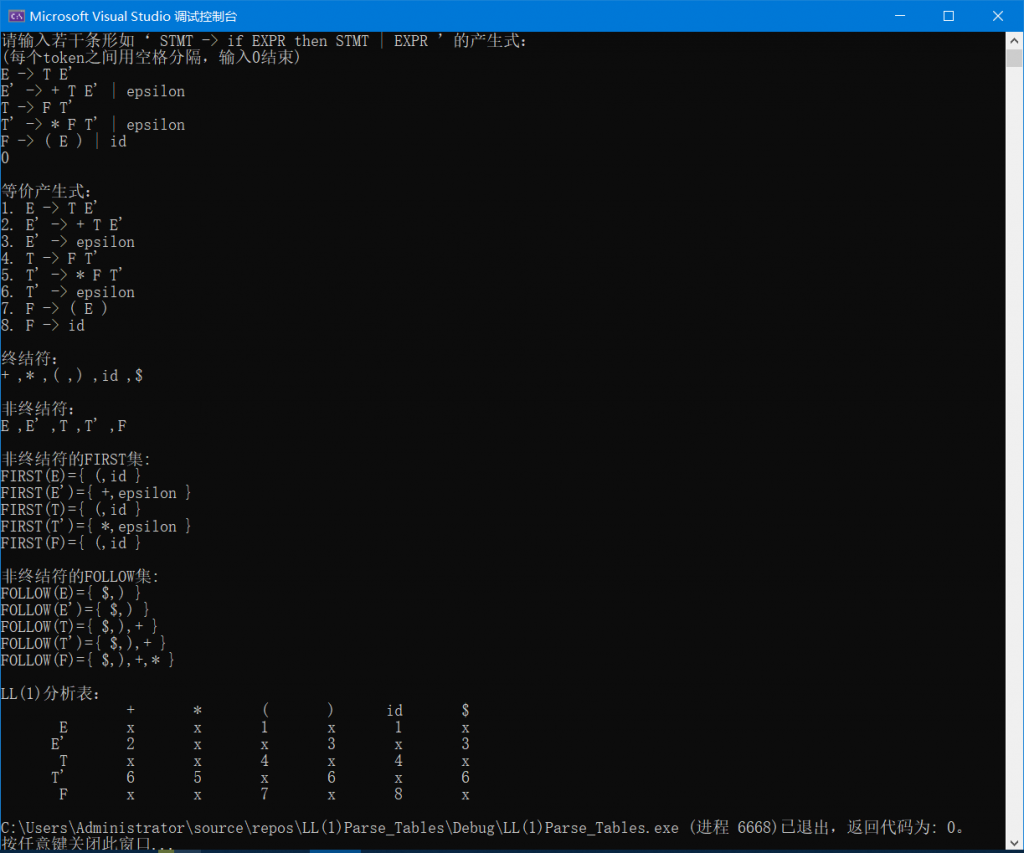 Microsoft Visual Studio 调试控制台
请输入若干条形如 ‘ STMT -> if EXPR then STMT | EXPR ’ 的产生式:
(每个token之间用空格分隔，输入0结束)
E -> T E'
E' -> + T E' | epsilon
T -> F T'
T' -> * F T' | epsilon
F -> ( E ) | id
0
等价产生式:
1. E -> T E'
2. E' -> + T E'
3. E' -> epsilon
4. T -> F T'
5. T' -> * F T'
6. T' -> epsilon
7. F -> ( E )
8. F -> id
终结符:
+ ,* ,( ,) ,id ,$
非终结符:
E ,E' ,T ,T' ,F
非终结符的FIRST集:
FIRST(E)={ (,id }
FIRST(E')={ +,epsilon }
FIRST(T)={ (,id }
FIRST(T')={ *,epsilon }
FIRST(F)={ (,id }
非终结符的FOLLOW集:
FOLLOW(E)={ $,) }
FOLLOW(E')={ $,) }
FOLLOW(T)={ $,),+ }
FOLLOW(T')={ $,),+ }
FOLLOW(F)={ $,),+,* }
LL(1)分析表:
+ * ( ) id $
E x x 1 x 1 x
E' 2 x x 3 x 3
T x x 4 x 4 x
T' 6 5 x 6 x 6
F x x 7 x 8 x
C:\Users\Administrator\source\repos\LL(1)Parse_Tables\Debug\LL(1)Parse_Tables.exe (进程 6668)已退出，返回代码为: 0。
按任意键关闭此窗口...